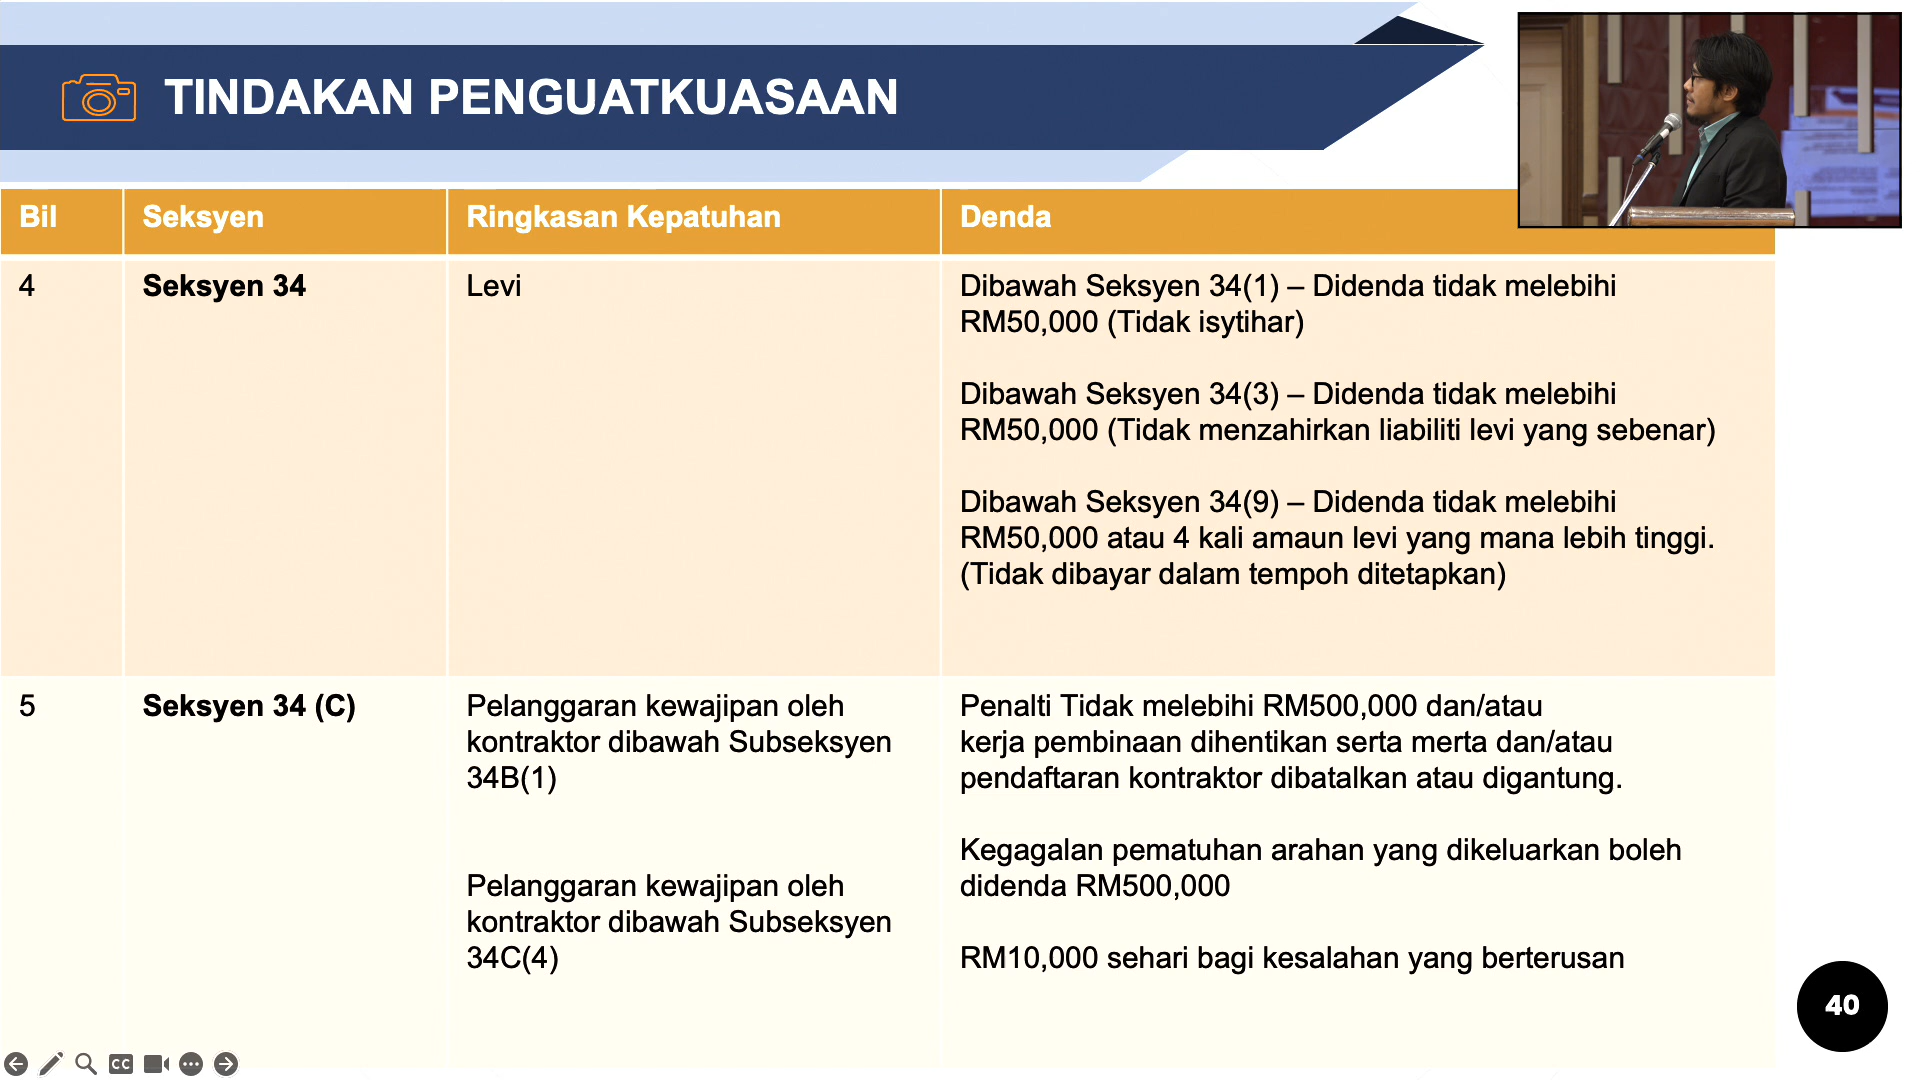 TINDAKAN PENGUATKUASAAN
Bil
Seksyen
Ringkasan Kepatuhan
Denda
4
Seksyen 34
Levi
Dibawah Seksyen 34(1) – Didenda tidak melebihi
RM50,000 (Tidak isytihar)
Dibawah Seksyen 34(3) – Didenda tidak melebihi
RM50,000 (Tidak menzahirkan liabiliti levi yang sebenar)
Dibawah Seksyen 34(9) – Didenda tidak melebihi
RM50,000 atau 4 kali amaun levi yang mana lebih tinggi.
(Tidak dibayar dalam tempoh ditetapkan)
5
Seksyen 34 (C)
Pelanggaran kewajipan oleh
kontraktor dibawah Subseksyen
34B(1)
Penalti Tidak melebihi RM500,000 dan/atau
kerja pembinaan dihentikan serta merta dan/atau
pendaftaran kontraktor dibatalkan atau digantung.
Pelanggaran kewajipan oleh
kontraktor dibawah Subseksyen
34C(4)
Kegagalan pematuhan arahan yang dikeluarkan boleh
didenda RM500,000
RM10,000 sehari bagi kesalahan yang berterusan
40
CC